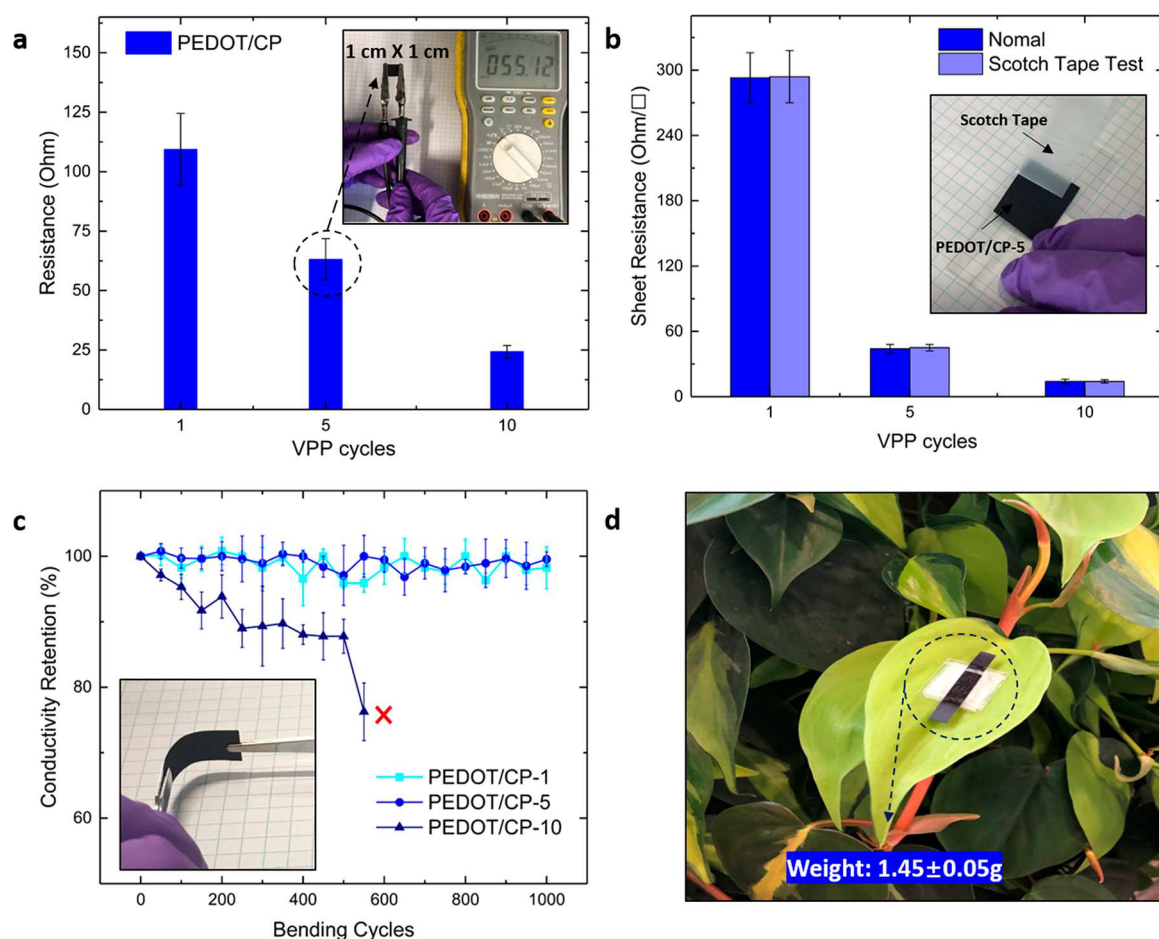 a
PEDOT/CP
1 cm X 1 cm
055.12
Resistance (Ohm)
150
125
100
75
50
25
0
1
5
10
VPP cycles
b
Nomal
Scotch Tape Test
Scotch Tape
PEDOT/CP-5
Sheet Resistance (Ohm/□)
300
240
180
120
60
0
1
5
10
VPP cycles
c
Conductivity Retention (%)
100
80
60
PEDOT/CP-1
PEDOT/CP-5
PEDOT/CP-10
0
200
400
600
800
1000
Bending Cycles
d
Weight: 1.45±0.05g